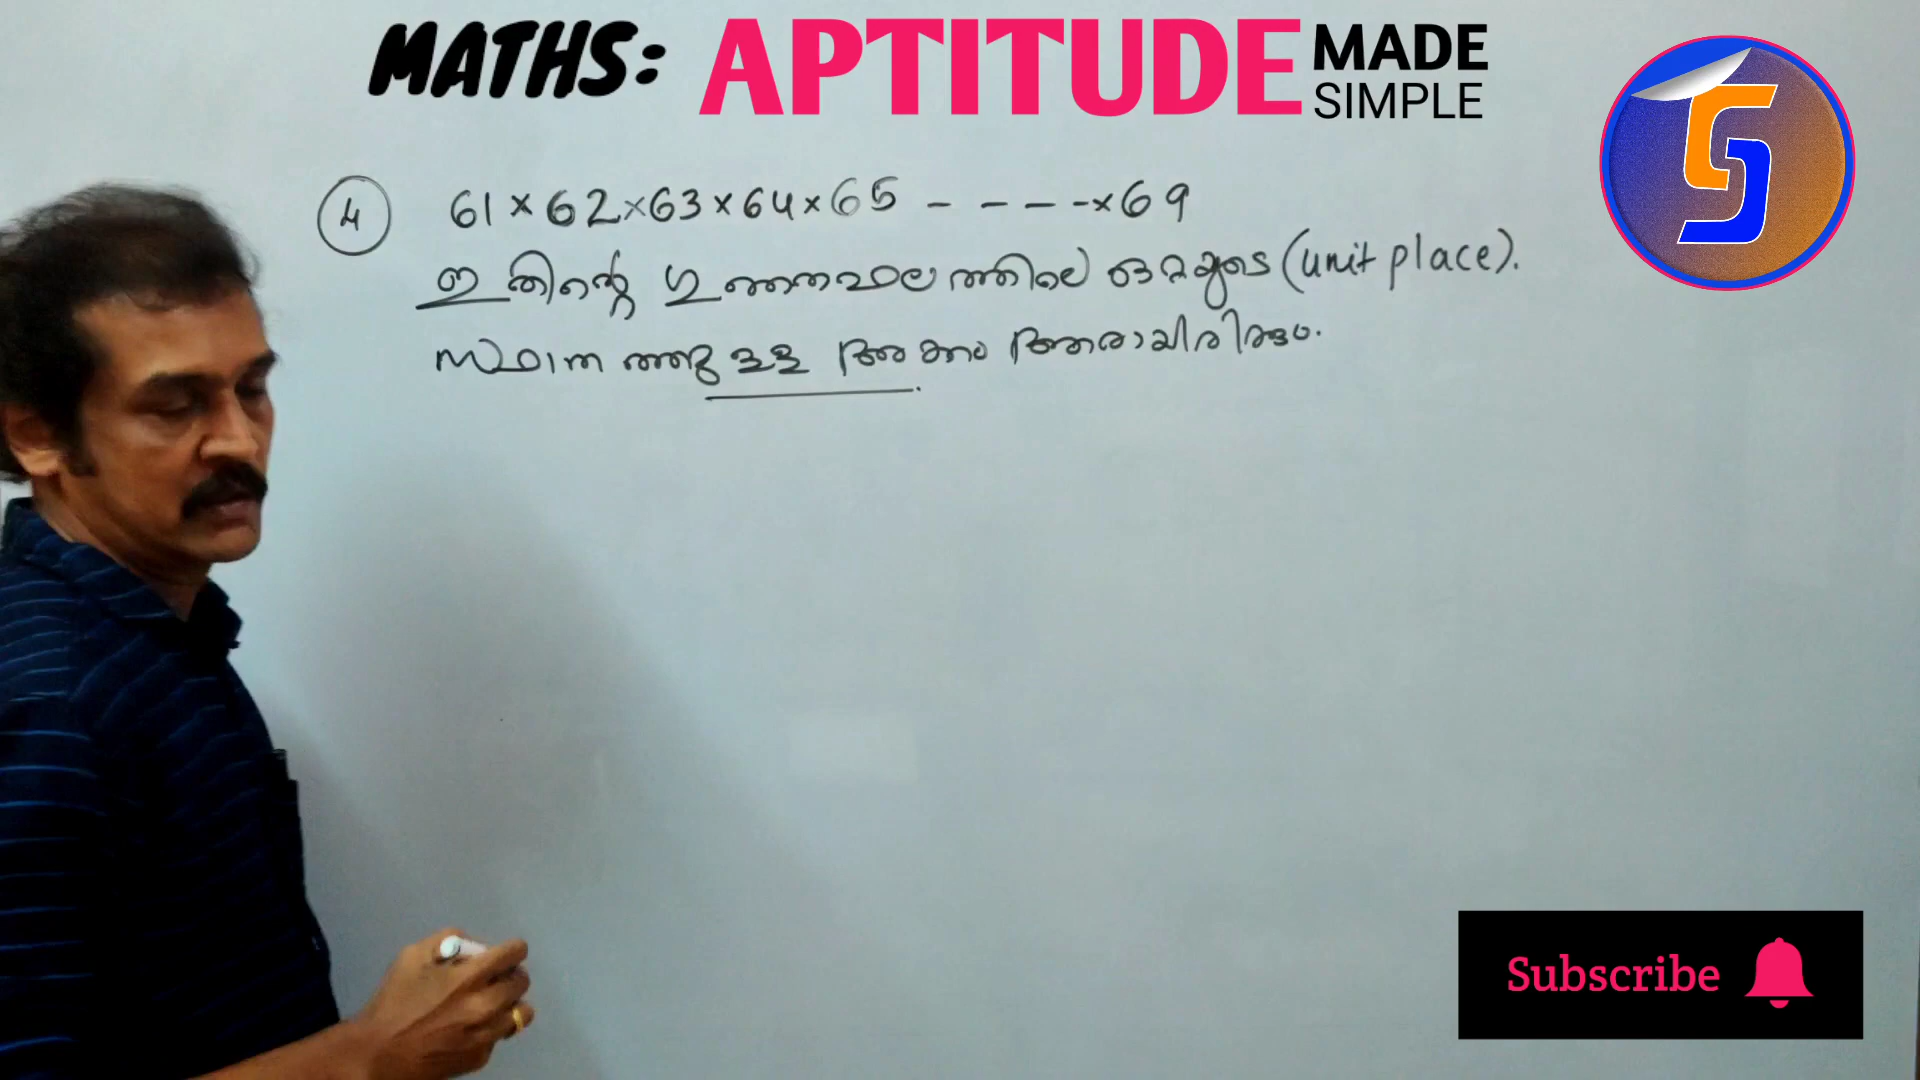 MATHS: APTITUDE MADE SIMPLE
4 61 × 62 × 63 × 64 × 65 - - - - × 69
ഇതിന്റെ ഗുണനഫലത്തിലെ ഒറ്റയുടെ (unit place).
സ്ഥാനത്തുള്ള അക്കം ഏതായിരിക്കും.
Subscribe